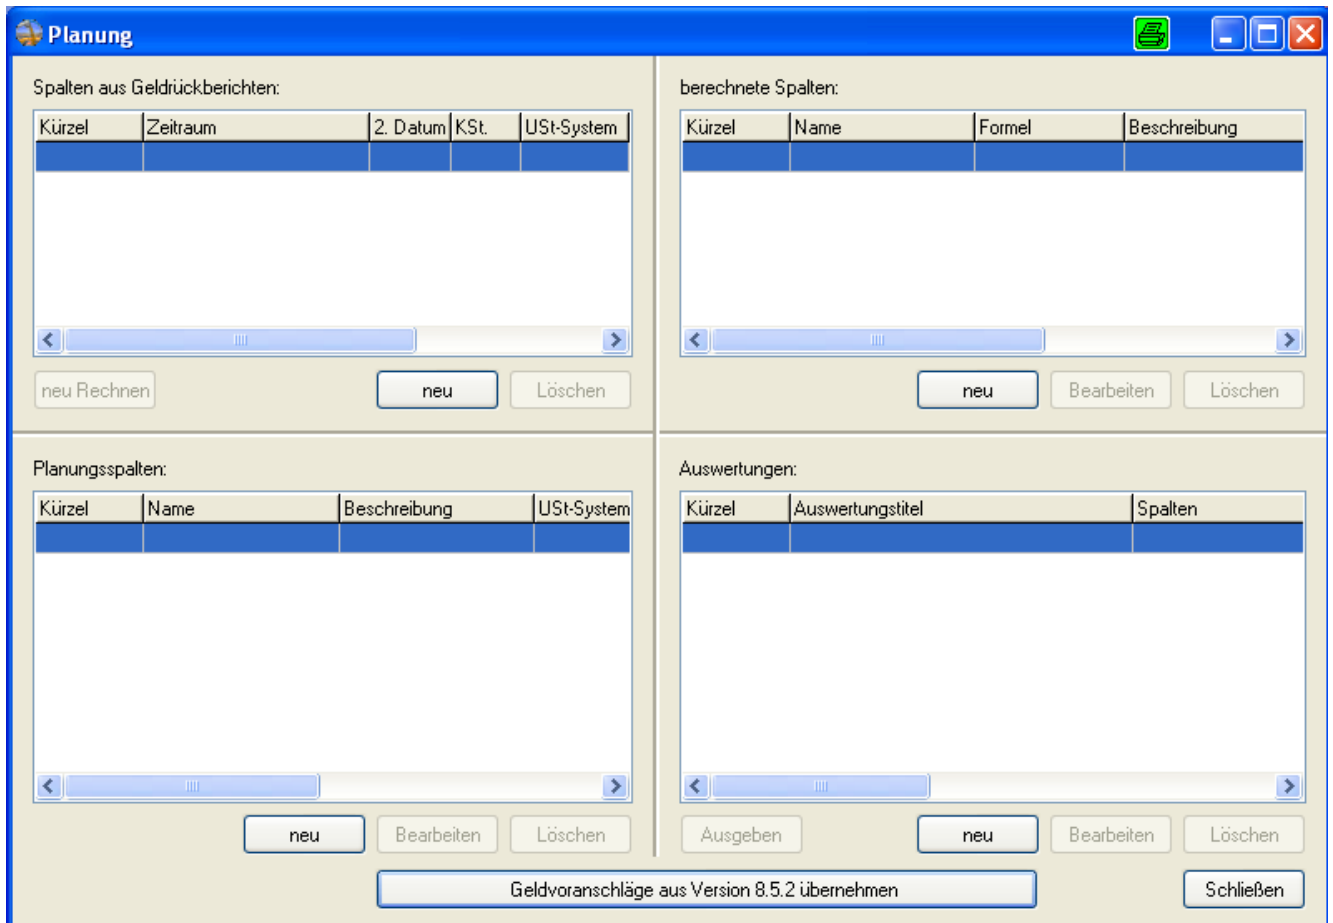 Planung
Spalten aus Geldrückberichten:
Kürzel Zeitraum 2. Datum KSt. USt-System
neu Rechnen neu Löschen
berechnete Spalten:
Kürzel Name Formel Beschreibung
neu Bearbeiten Löschen
Planungsspalten:
Kürzel Name Beschreibung USt-System
neu Bearbeiten Löschen
Auswertungen:
Kürzel Auswertungstitel Spalten
Ausgeben neu Bearbeiten Löschen
Geldvoranschläge aus Version 8.5.2 übernehmen
Schließen